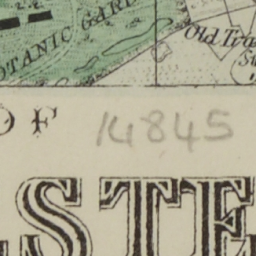 OTANIC GARD
Old Tra
OF 14845
STE